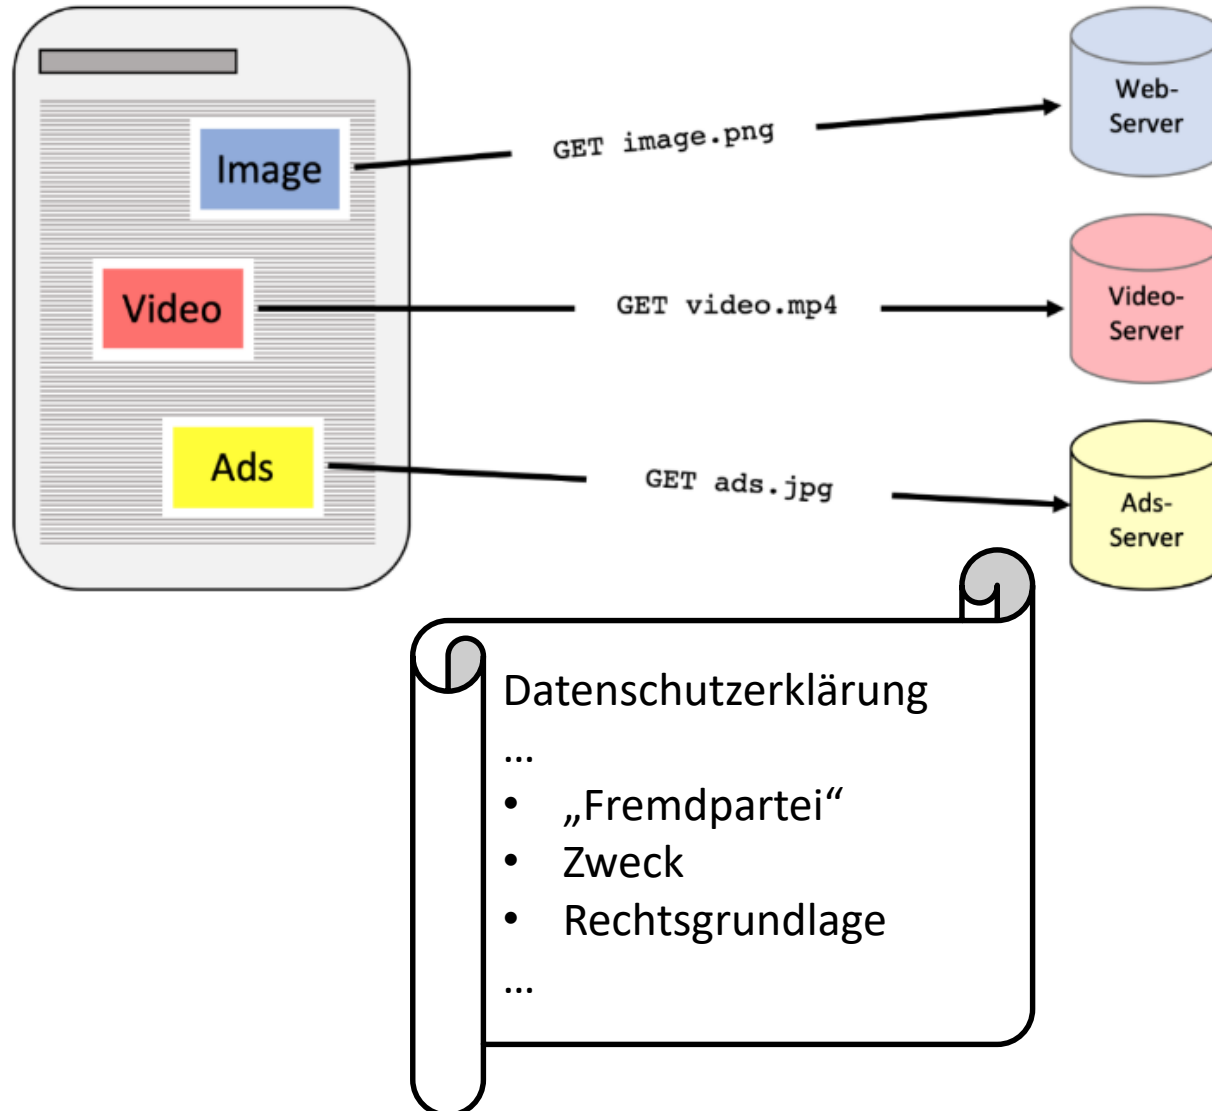 Image
GET image.png
Web-
Server
Video
GET video.mp4
Video-
Server
Ads
GET ads.jpg
Ads-
Server
Datenschutzerklärung
...
• „Fremdpartei“
• Zweck
• Rechtsgrundlage
...